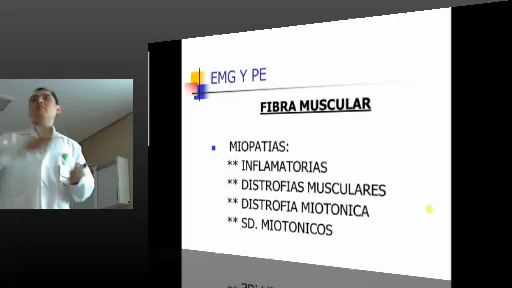 EMG Y PE
FIBRA MUSCULAR
MIOPATIAS:
** INFLAMATORIAS
** DISTROFIAS MUSCULARES
** DISTROFIA MIOTONICA
** SD. MIOTONICOS